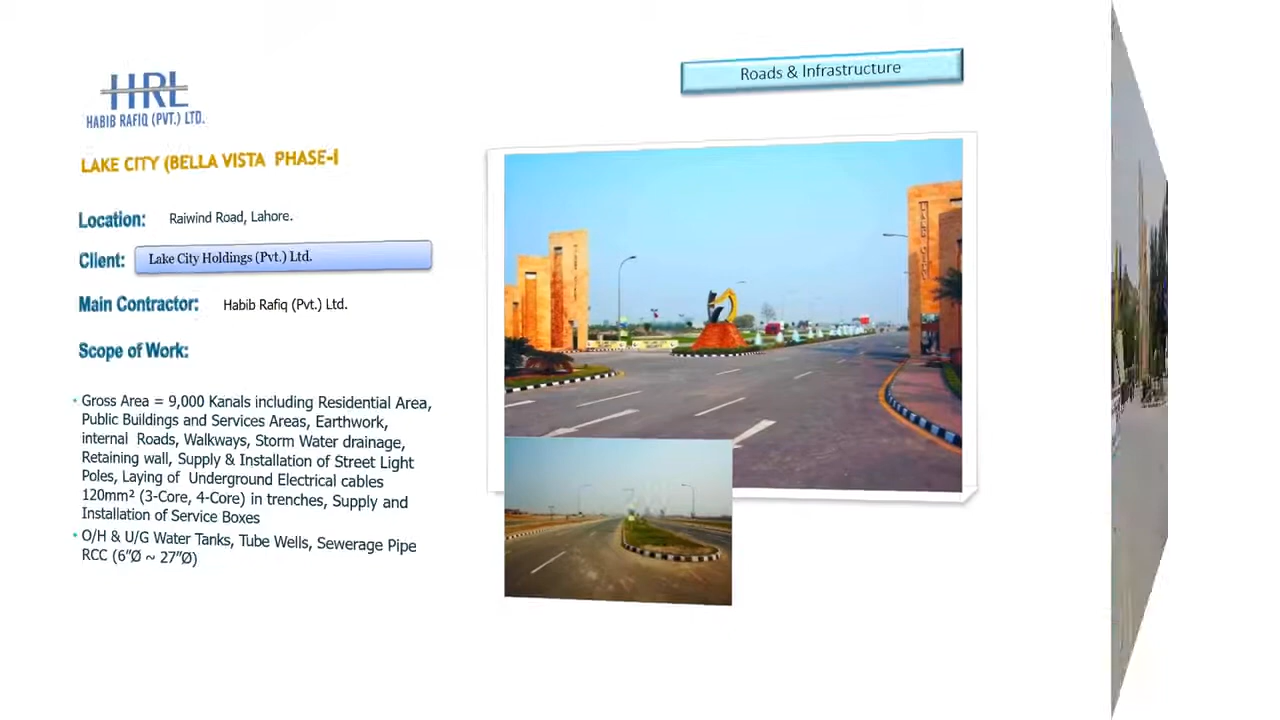 HRL
HABIB RAFIQ (PVT.) LTD.
Roads & Infrastructure
LAKE CITY (BELLA VISTA PHASE-I
Location: Raiwind Road, Lahore.
Client: Lake City Holdings (Pvt.) Ltd.
Main Contractor: Habib Rafiq (Pvt.) Ltd.
Scope of Work:
• Gross Area = 9,000 Kanals including Residential Area,
Public Buildings and Services Areas, Earthwork,
internal Roads, Walkways, Storm Water drainage,
Retaining wall, Supply & Installation of Street Light
Poles, Laying of Underground Electrical cables
120mm² (3-Core, 4-Core) in trenches, Supply and
Installation of Service Boxes
• O/H & U/G Water Tanks, Tube Wells, Sewerage Pipe
RCC (6"Ø ~ 27"Ø)